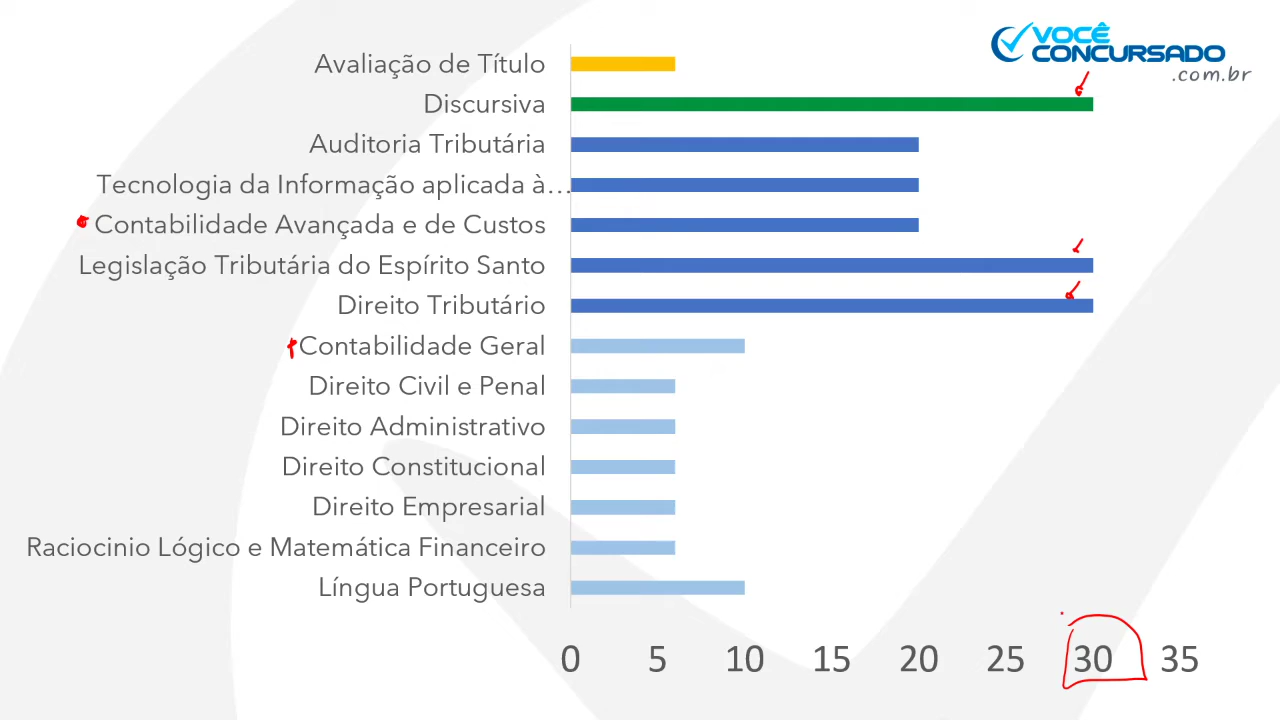 VOCÊ
CONCURSADO
.com.br
Avaliação de Título
Discursiva
Auditoria Tributária
Tecnologia da Informação aplicada à...
Contabilidade Avançada e de Custos
Legislação Tributária do Espírito Santo
Direito Tributário
Contabilidade Geral
Direito Civil e Penal
Direito Administrativo
Direito Constitucional
Direito Empresarial
Raciocinio Lógico e Matemática Financeiro
Língua Portuguesa
0 5 10 15 20 25 30 35